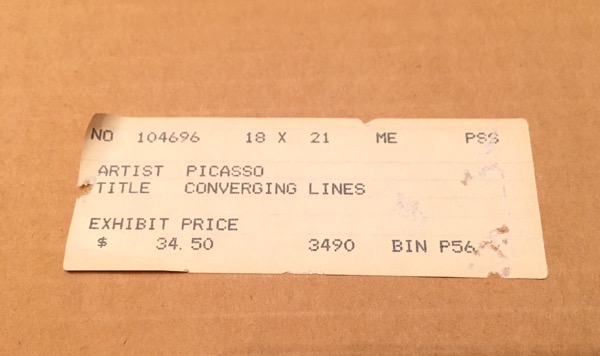 NO 104696 18 X 21 ME PSS
ARTIST PICASSO
TITLE CONVERGING LINES
EXHIBIT PRICE
$ 34.50 3490 BIN P56